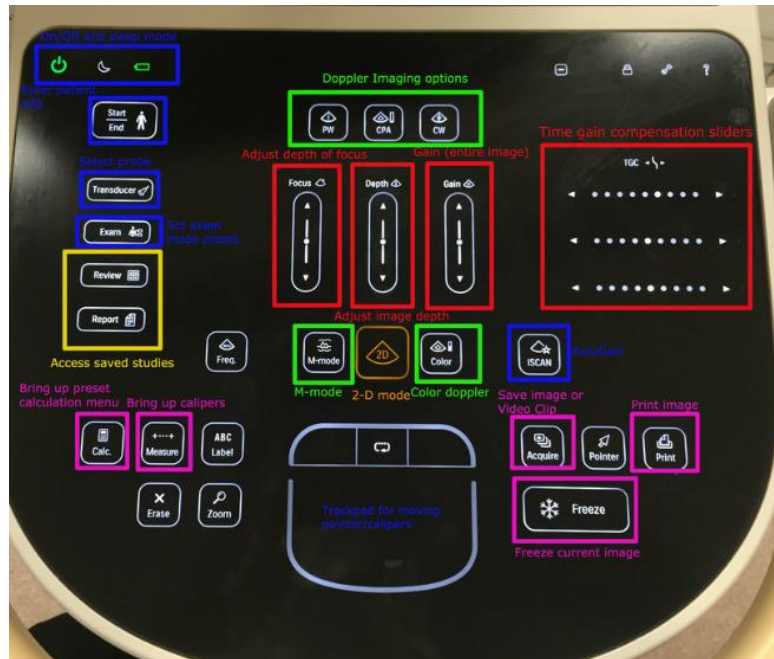 On/Off and sleep mode
Enter patient
info
Start
End
Doppler Imaging options
PW
CPA
CW
?
Adjust depth of focus
Gain (entire image)
Time gain compensation sliders
Select probe
Transducer
Focus
Depth
Gain
TGC
Exam
Set exam
mode preset
Review
Report
Access saved studies
Adjust image depth
Freq.
M-mode
2D
Color
iSCAN
AutoGain
M-mode
2-D mode
Color doppler
Bring up preset
calculation menu
Bring up calipers
Save image or
Video Clip
Print image
Calc.
Measure
ABC
Label
Acquire
Pointer
Print
Erase
Zoom
Trackpad for moving
pointer/calipers
Freeze
Freeze current image